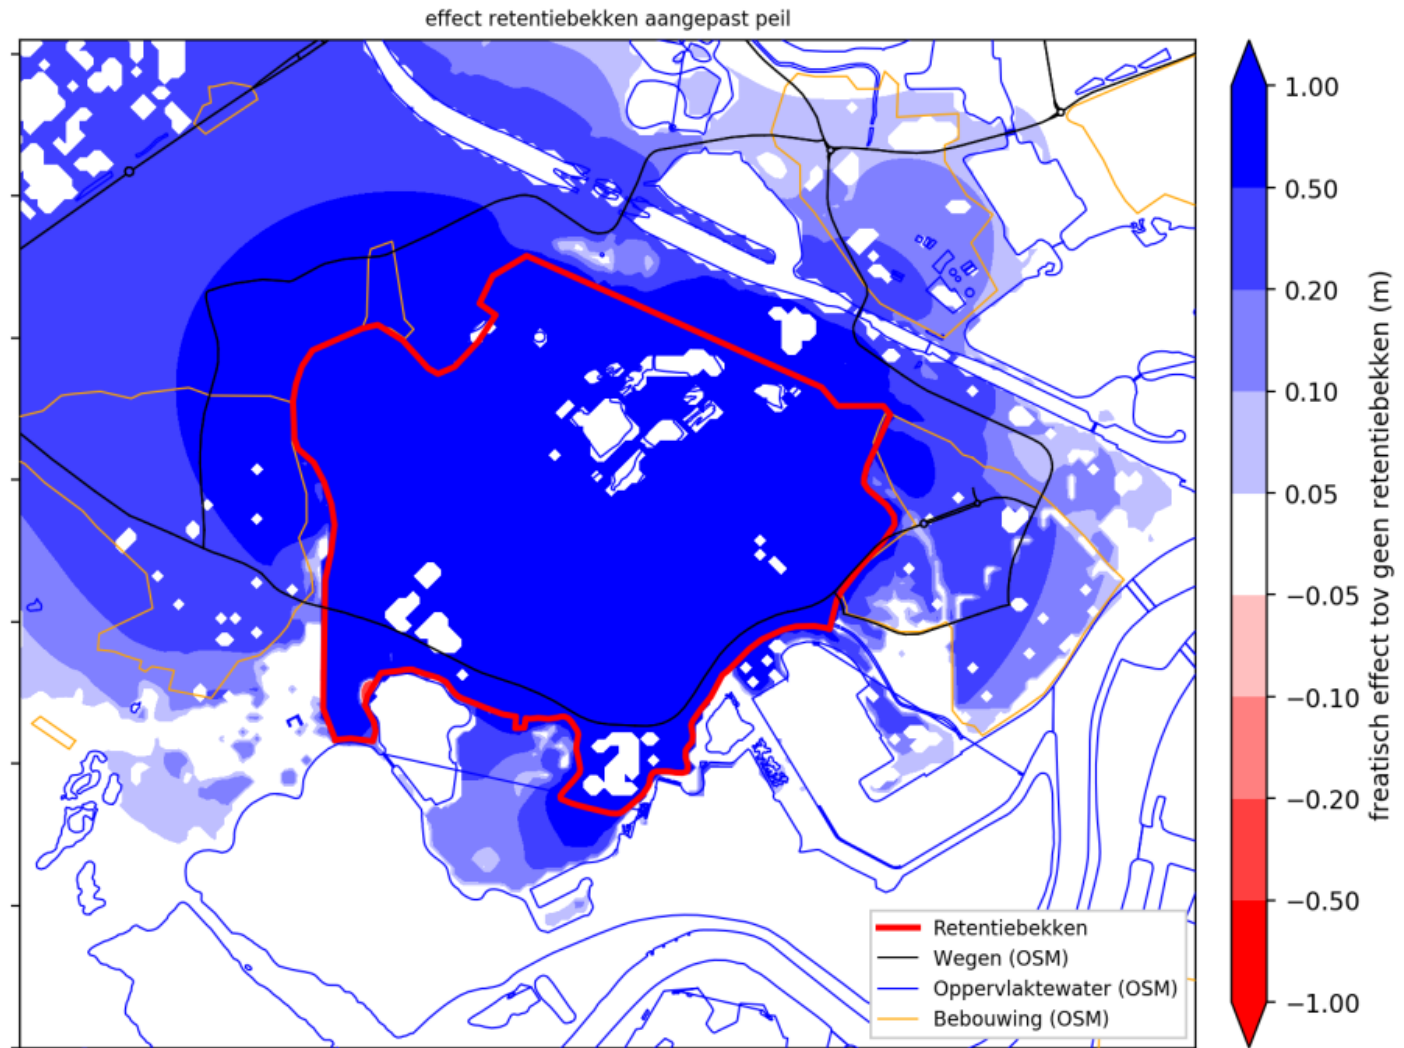 effect retentiebekken aangepast peil
1.00
0.50
0.20
0.10
0.05
−0.05
−0.10
−0.20
−0.50
−1.00
freatisch effect tov geen retentiebekken (m)
Retentiebekken
Wegen (OSM)
Oppervlaktewater (OSM)
Bebouwing (OSM)